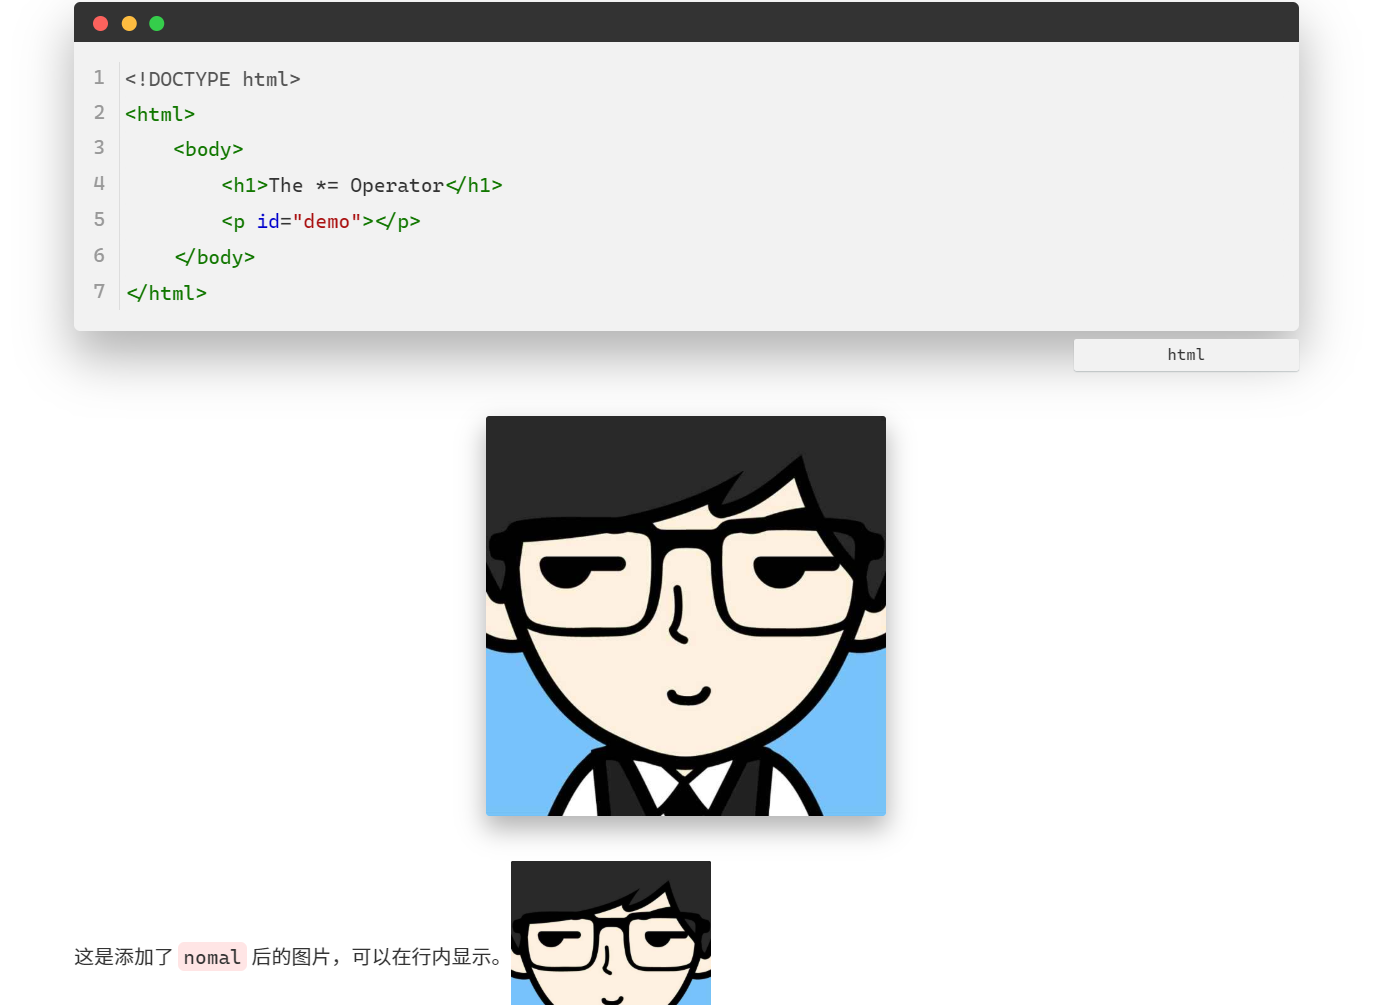 1 <!DOCTYPE html>
2 <html>
3     <body>
4         <h1>The *= Operator</h1>
5         <p id="demo"></p>
6     </body>
7 </html>
html
这是添加了 nomal 后的图片，可以在行内显示。